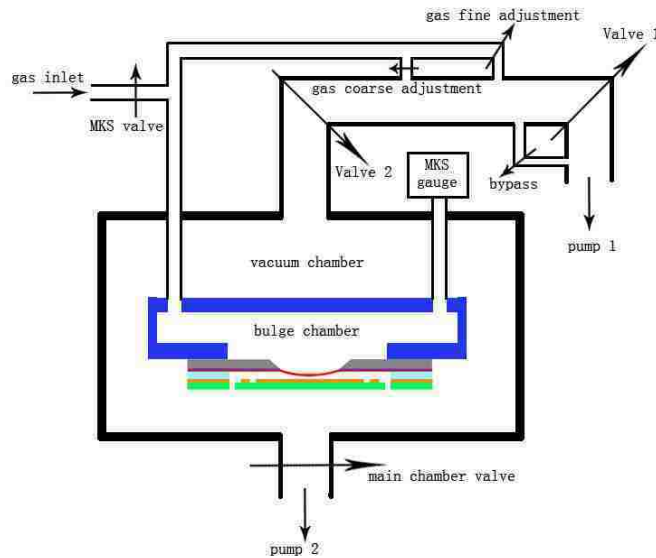 gas fine adjustment
Valve 1
gas inlet
gas coarse adjustment
MKS valve
Valve 2
MKS
gauge
bypass
pump 1
vacuum chamber
bulge chamber
main chamber valve
pump 2